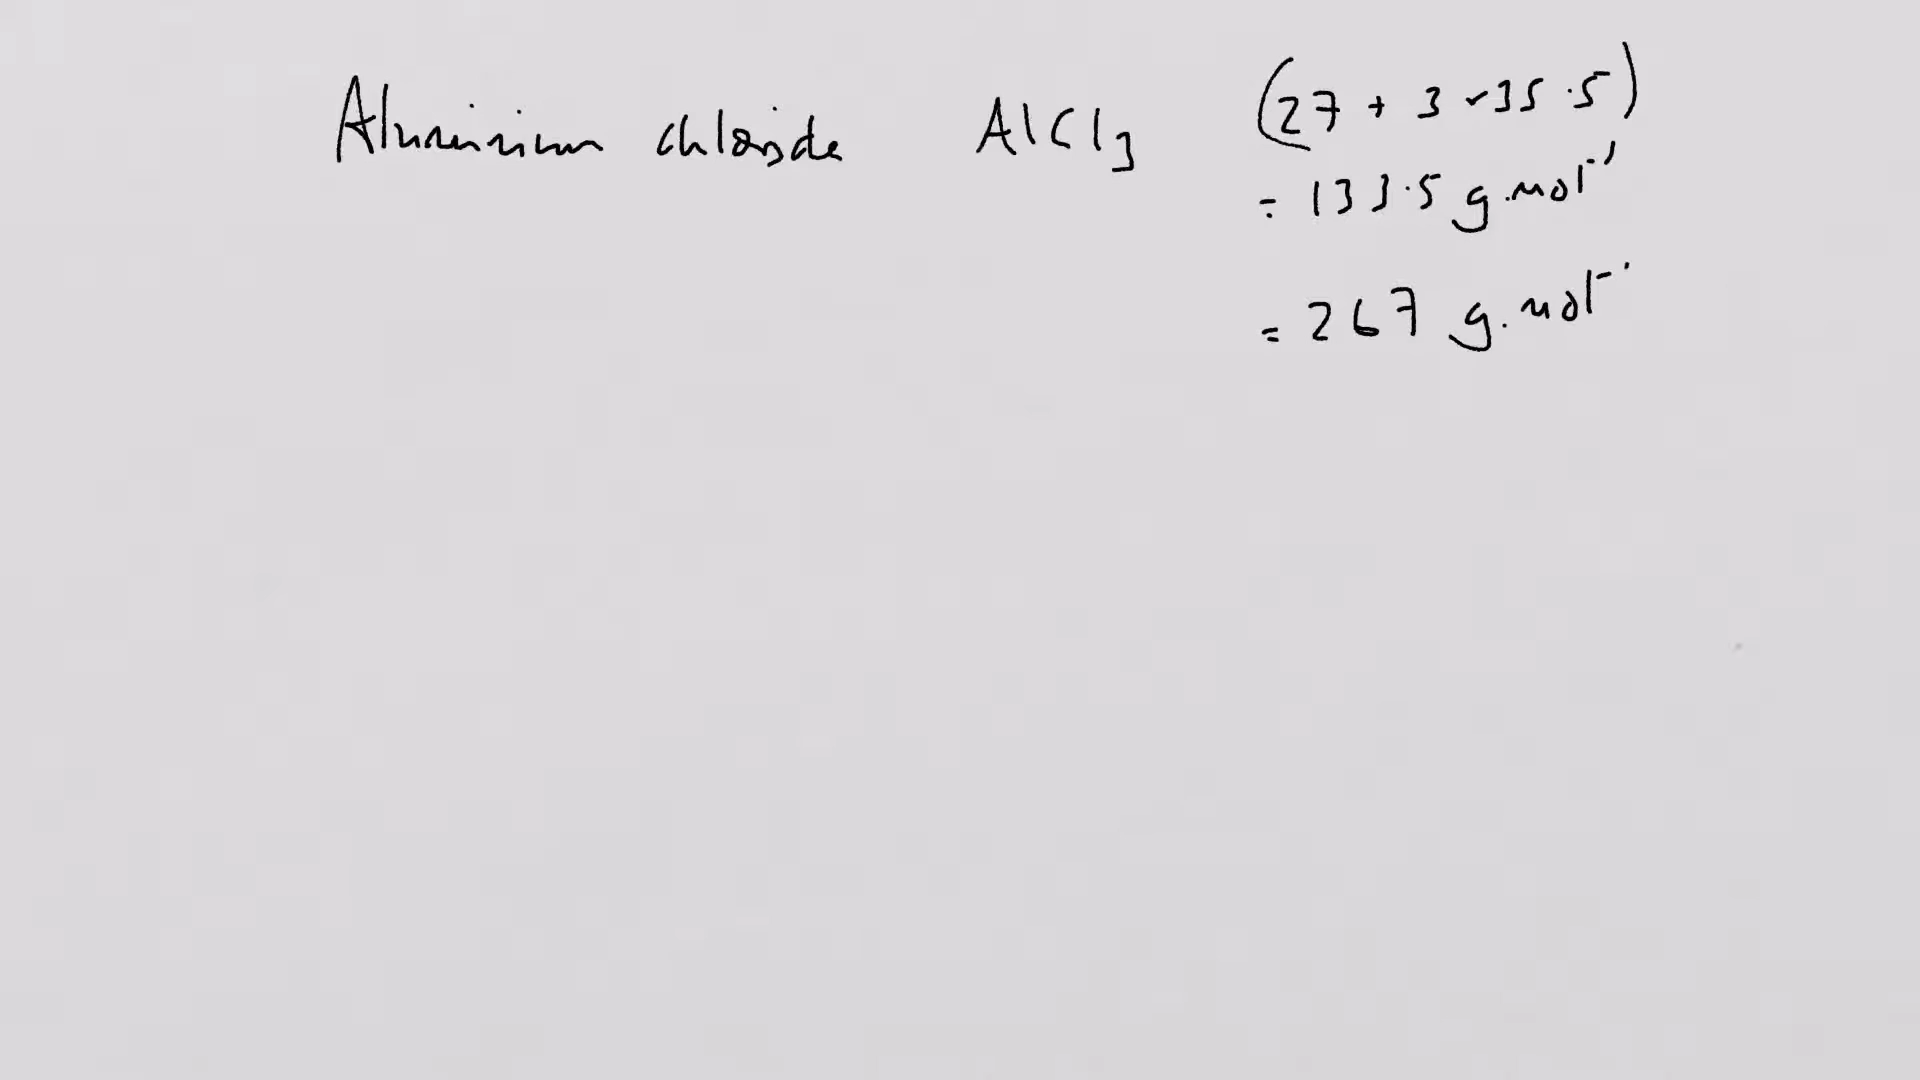 Aluminium chloride AlCl₃ (27 + 3 × 35.5)
= 133.5 g.mol⁻¹
= 267 g.mol⁻¹